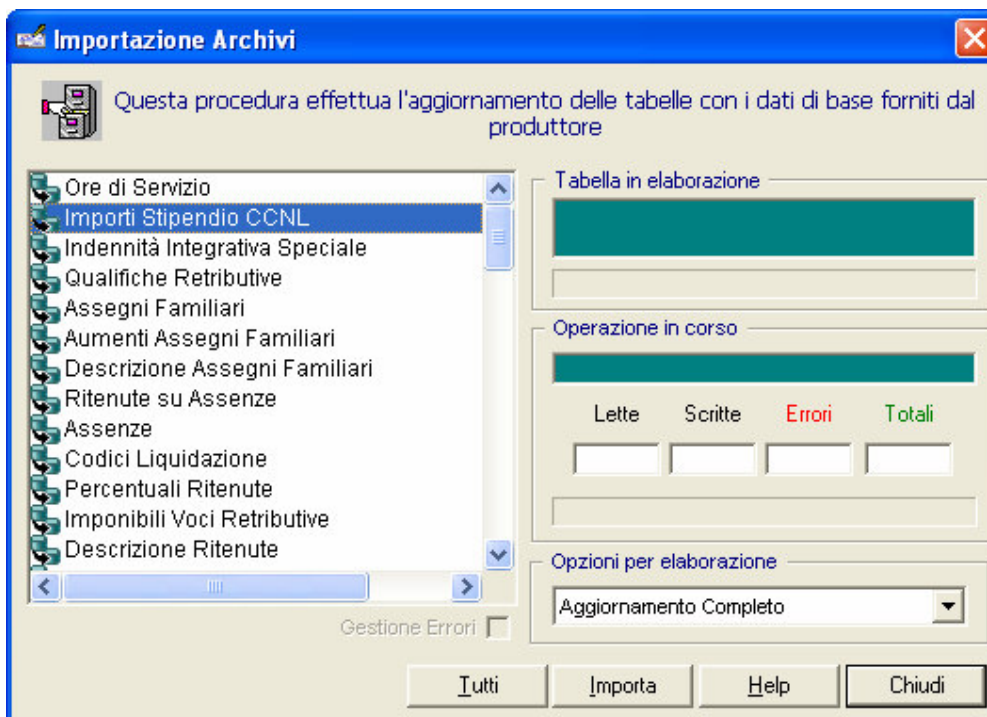 Importazione Archivi
Questa procedura effettua l'aggiornamento delle tabelle con i dati di base forniti dal
produttore
Ore di Servizio
Importi Stipendio CCNL
Indennità Integrativa Speciale
Qualifiche Retributive
Assegni Familiari
Aumenti Assegni Familiari
Descrizione Assegni Familiari
Ritenute su Assenze
Assenze
Codici Liquidazione
Percentuali Ritenute
Imponibili Voci Retributive
Descrizione Ritenute
Gestione Errori
Tabella in elaborazione
Operazione in corso
Lette Scritte Errori Totali
Opzioni per elaborazione
Aggiornamento Completo
Tutti Importa Help Chiudi